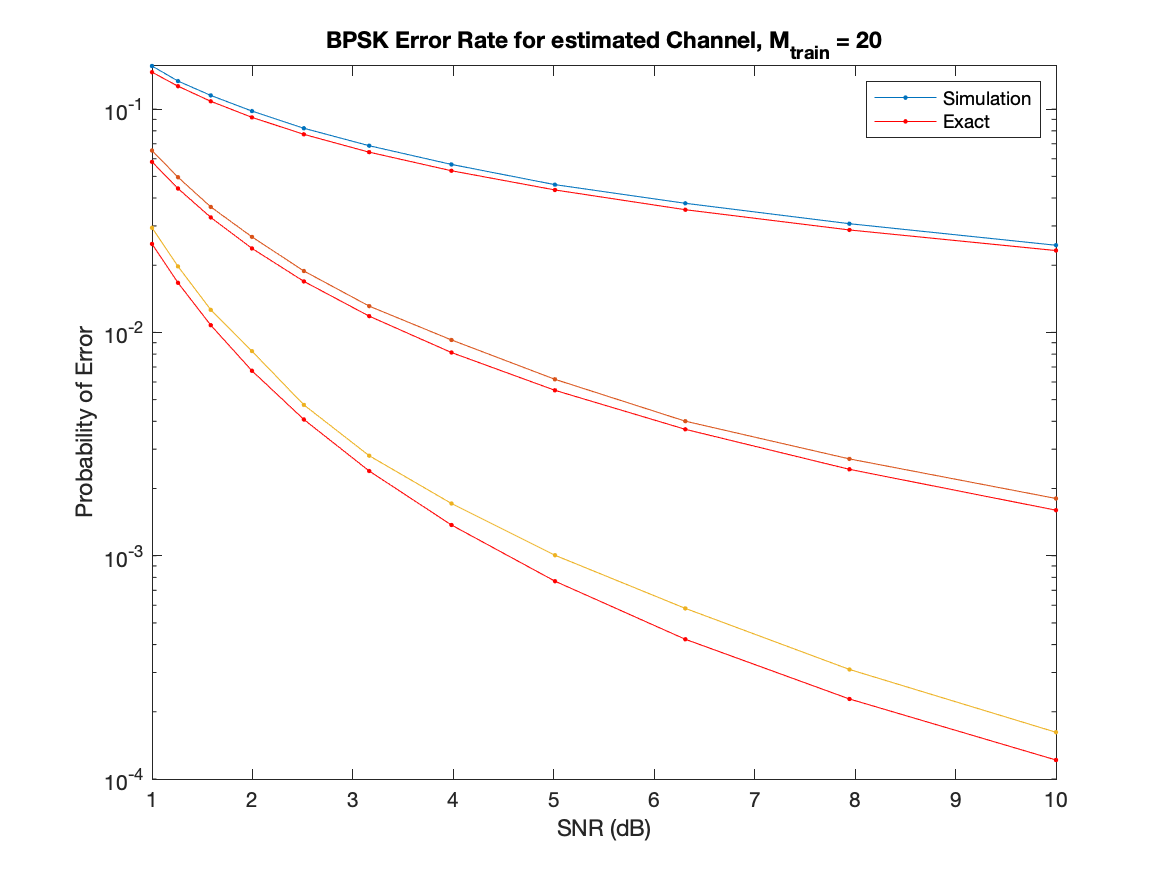 BPSK Error Rate for estimated Channel, M_train = 20
Simulation
Exact
Probability of Error
10^-1
10^-2
10^-3
10^-4
1 2 3 4 5 6 7 8 9 10
SNR (dB)